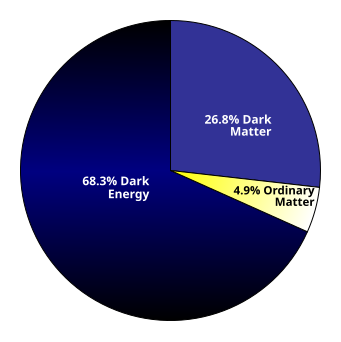 26.8% Dark
Matter
68.3% Dark
Energy
4.9% Ordinary
Matter